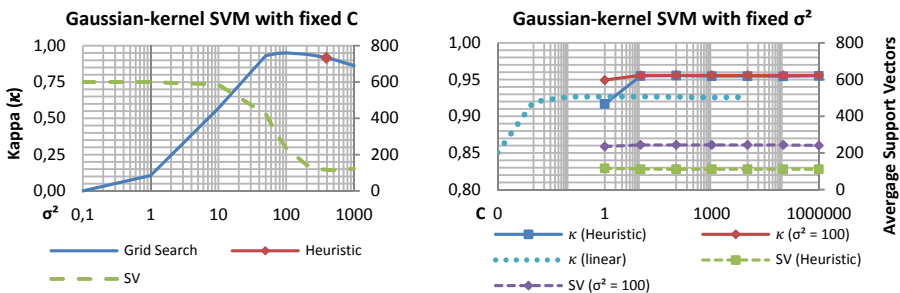 Gaussian-kernel SVM with fixed C
1,00
0,75
0,50
0,25
0,00
Kappa (κ)
800
600
400
200
0
σ²
0,1
1
10
100
1000
Grid Search
Heuristic
SV
Gaussian-kernel SVM with fixed σ²
1,00
0,95
0,90
0,85
0,80
800
600
400
200
0
Avergage Support Vectors
C
0
1
1000
1000000
κ (Heuristic)
κ (σ² = 100)
κ (linear)
SV (Heuristic)
SV (σ² = 100)